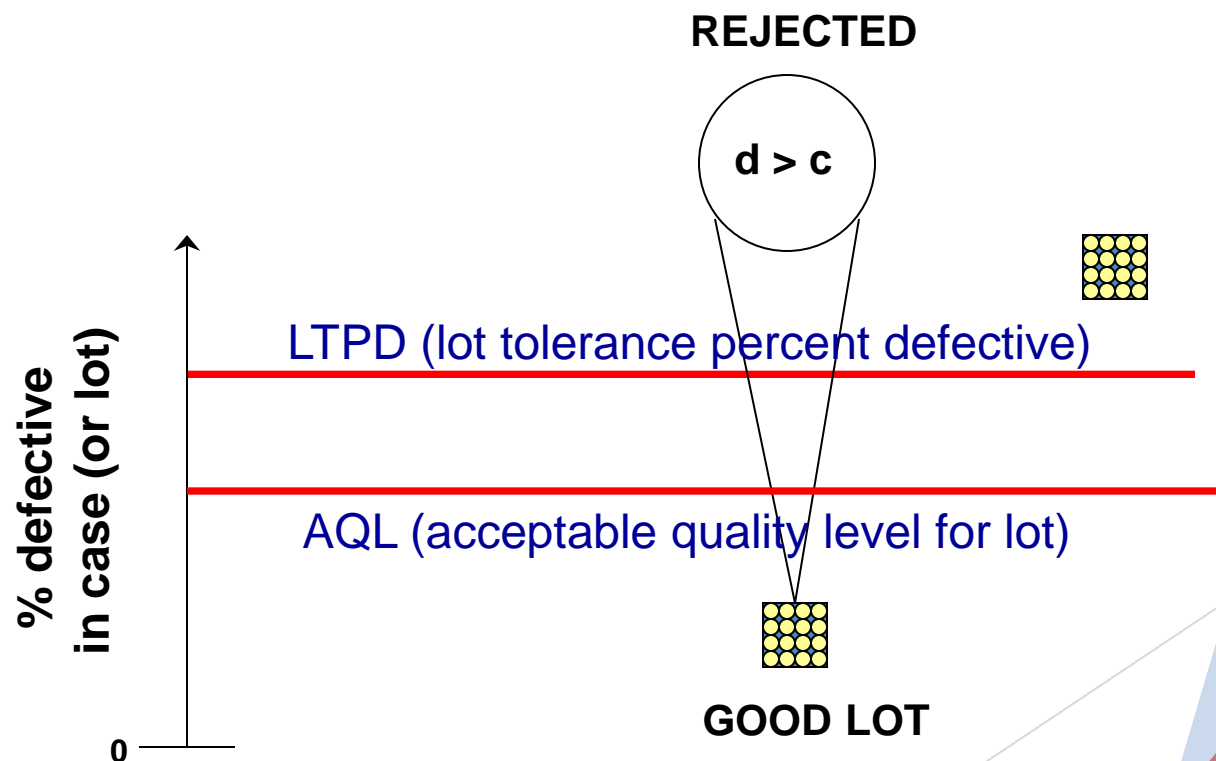 REJECTED
d > c
LTPD (lot tolerance percent defective)
% defective
in case (or lot)
AQL (acceptable quality level for lot)
GOOD LOT
0